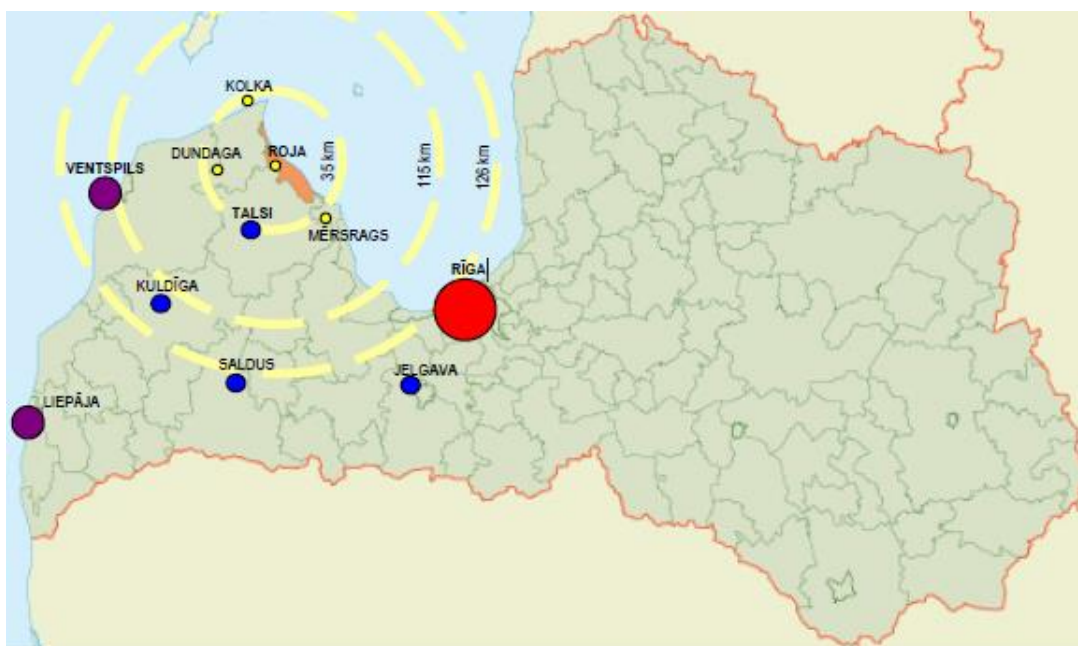 KOLKA
DUNDAGA
ROJA
VENTSPILS
35 km
115 km
126 km
TALSI
MĒRSRAGS
RĪGA
KULDĪGA
SALDUS
JELGAVA
LIEPĀJA